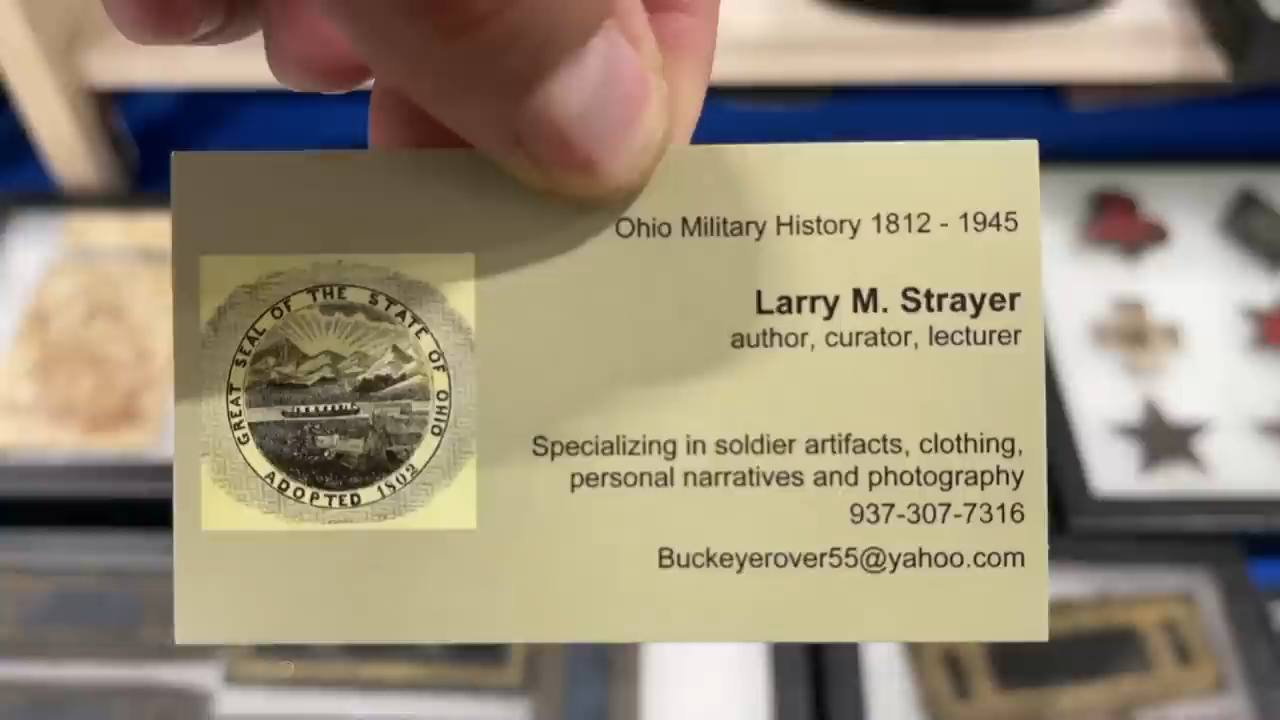 Ohio Military History 1812 - 1945
Larry M. Strayer
author, curator, lecturer
GREAT SEAL OF THE STATE OF OHIO
ADOPTED 1802
Specializing in soldier artifacts, clothing,
personal narratives and photography
937-307-7316
Buckeyerover55@yahoo.com